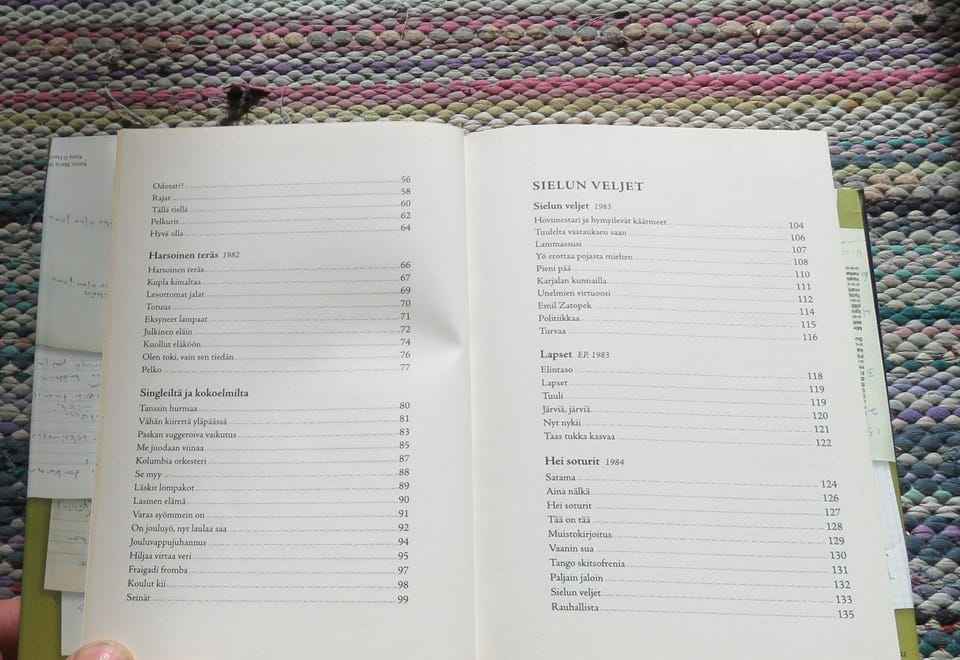 Odotat?! 56
Rajat 58
Tällä tiellä 60
Pelkurit 62
Hyvä olla 64
Harsoinen teräs 1982
Harsoinen teräs 66
Kupla kimaltaa 67
Levottomat jalat 69
Totuus 70
Eksyneet lampaat 71
Julkinen eläin 72
Kuollut eläköön 74
Olen toki, vain sen tiedän 76
Pelko 77
Singleiltä ja kokoelmilta
Tanssin hurmaa 80
Vähän kiirettä yläpäässä 81
Paskan suggeroiva vaikutus 83
Me juodaan viinaa 85
Kolumbia orkesteri 87
Se myy 88
Läskit lompakot 89
Lasinen elämä 90
Varas syömmein on 91
On jouluyö, nyt laulaa saa 92
Jouluvappujuhannus 94
Hiljaa virtaa veri 95
Fraigadi fromba 97
Koulut kii 98
Seinät 99
SIELUN VELJET
Sielun veljet 1983
Hovimestari ja hymyilevät käärmeet 104
Tuulelta vastauksen saan 106
Lammassusi 107
Yö erottaa pojasta miehen 108
Pieni pää 110
Karjalan kunnailla 111
Unelmien virtuoosi 112
Emil Zatopek 114
Politiikkaa 115
Turvaa 116
Lapset EP, 1983
Elintaso 118
Lapset 119
Tuuli 119
Järviä, järviä 120
Nyt nykii 121
Taas tukka kasvaa 122
Hei soturit 1984
Satama 124
Aina nälkä 126
Hei soturit 127
Tää on tää 128
Muistokirjoitus 129
Vaanin sua 130
Tango skitsofrenia 131
Paljain jaloin 132
Sielun veljet 133
Rauhallista 135